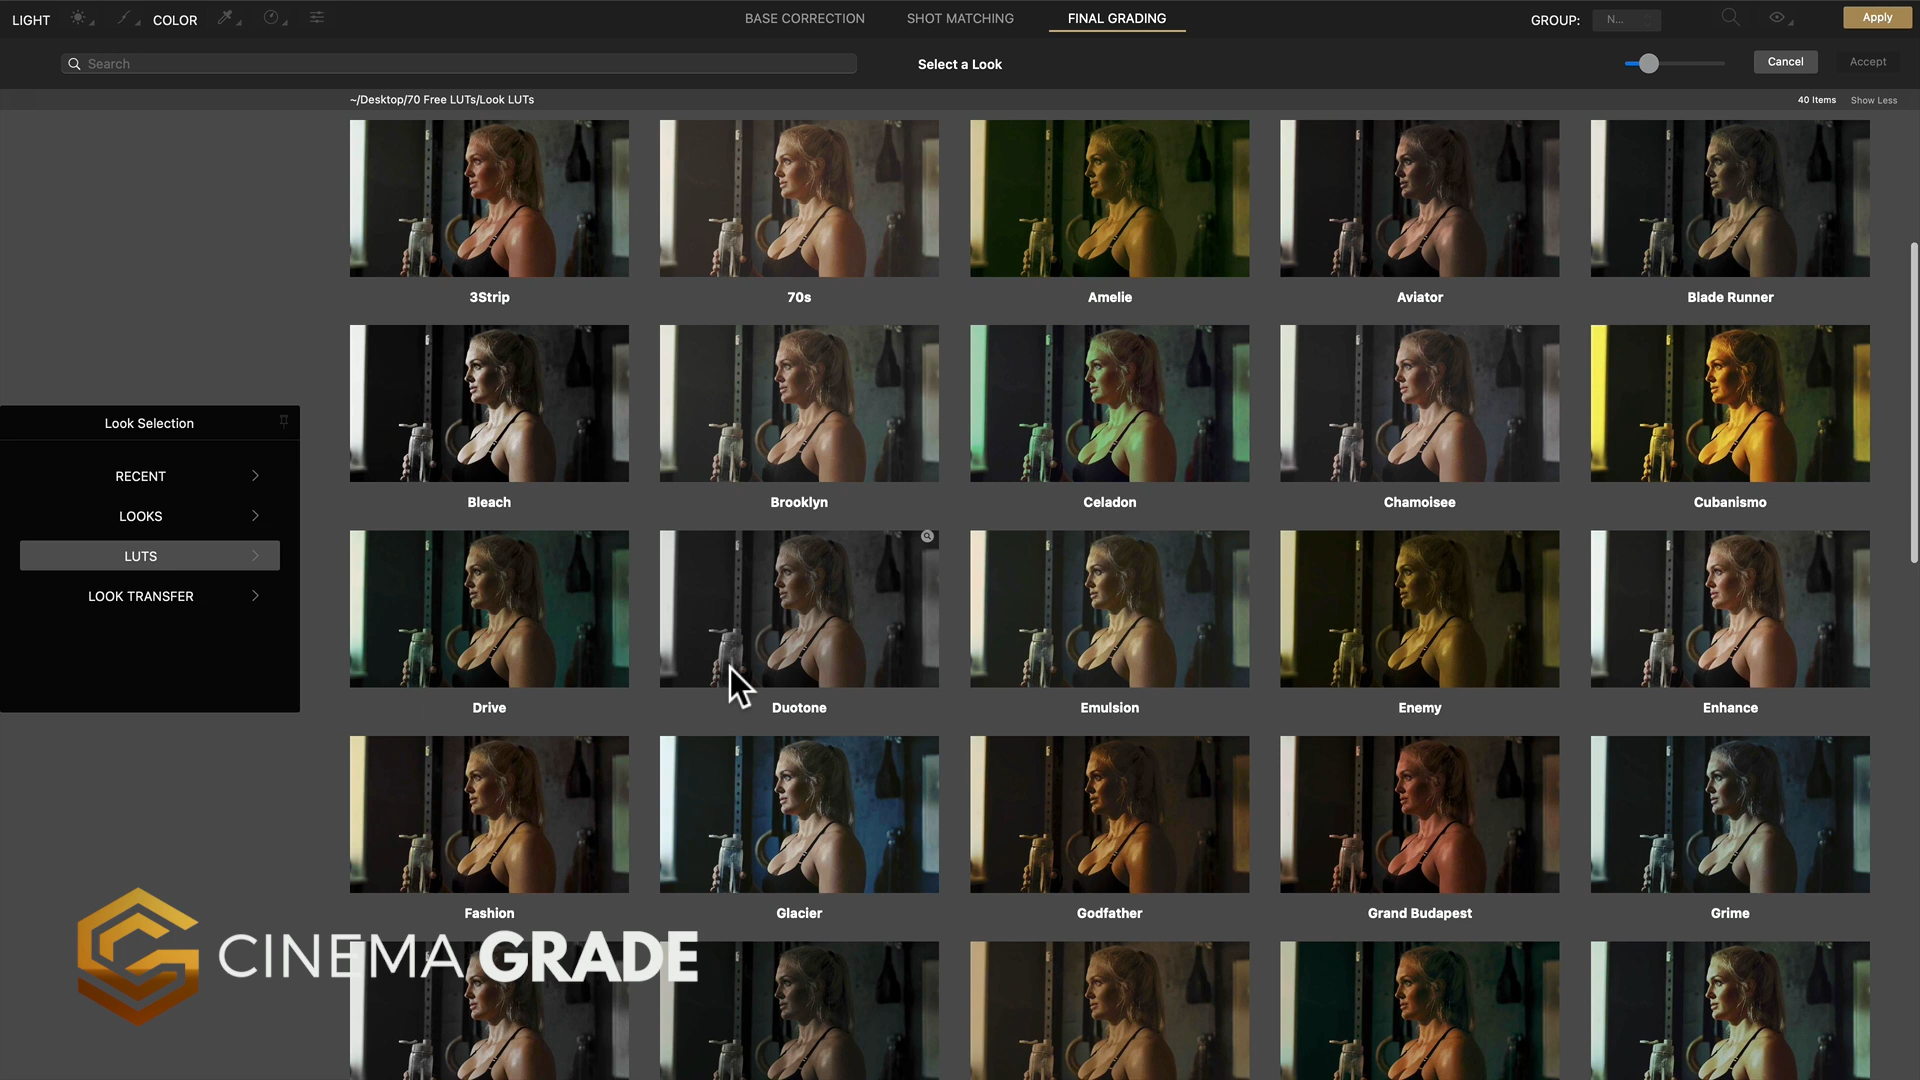 LIGHT COLOR BASE CORRECTION SHOT MATCHING FINAL GRADING GROUP: N... Apply
Search Select a Look Cancel Accept
~/Desktop/70 Free LUTs/Look LUTs 40 Items Show Less
3Strip 70s Amelie Aviator Blade Runner
Look Selection
RECENT
LOOKS
LUTS
LOOK TRANSFER
Bleach Brooklyn Celadon Chamoisee Cubanismo
Drive Duotone Emulsion Enemy Enhance
Fashion Glacier Godfather Grand Budapest Grime
CINEMA GRADE